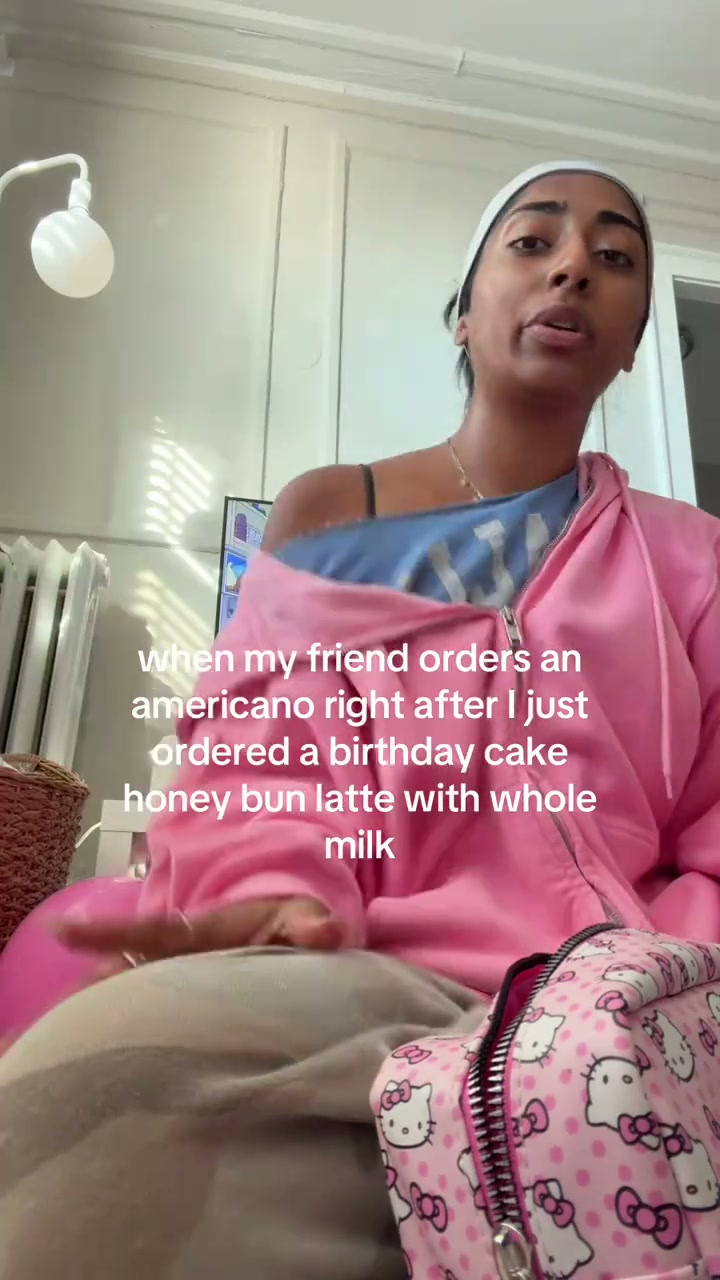 when my friend orders an
americano right after I just
ordered a birthday cake
honey bun latte with whole
milk